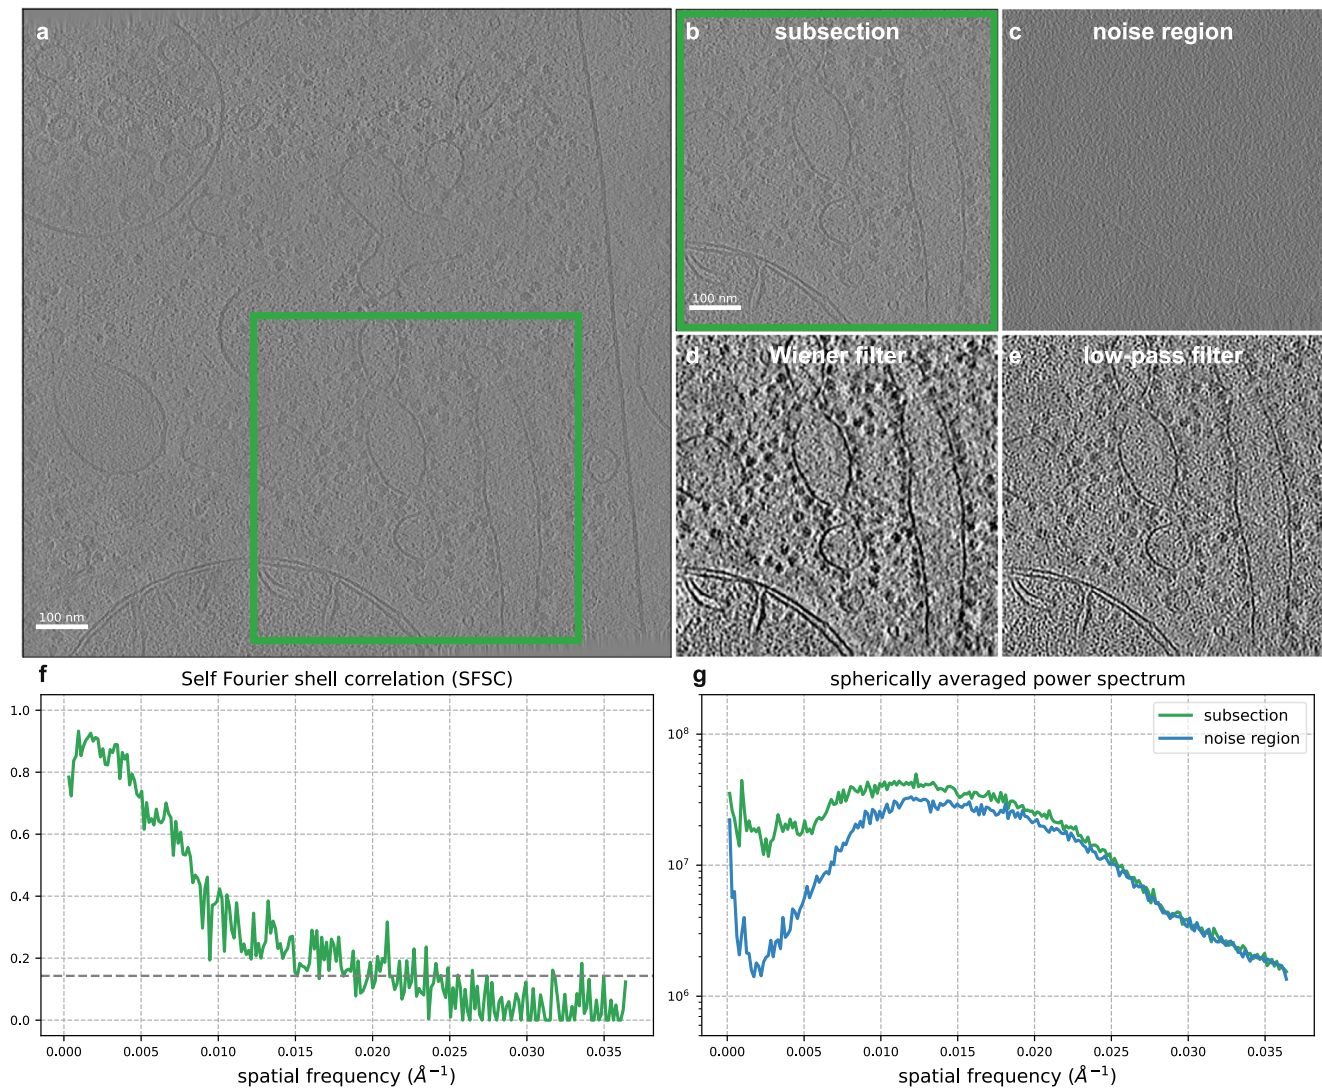 a
100 nm
b
subsection
100 nm
c
noise region
d
Wiener filter
e
low-pass filter
f
Self Fourier shell correlation (SFSC)
1.0
0.8
0.6
0.4
0.2
0.0
0.000 0.005 0.010 0.015 0.020 0.025 0.030 0.035
spatial frequency (Å⁻¹)
g
spherically averaged power spectrum
subsection
noise region
10⁸
10⁷
10⁶
0.000 0.005 0.010 0.015 0.020 0.025 0.030 0.035
spatial frequency (Å⁻¹)